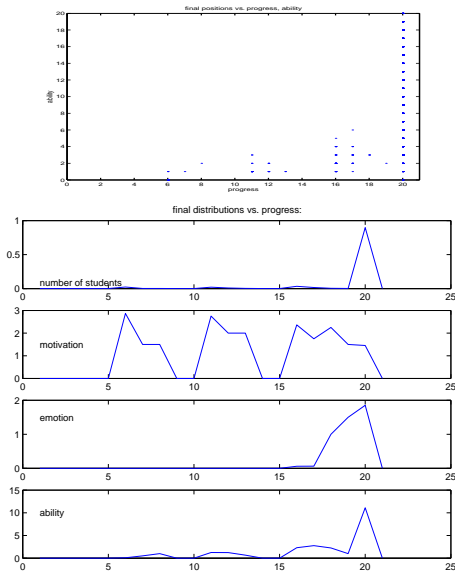 final positions vs. progress, ability
20
18
16
14
12
10
8
6
4
2
0
ability
0 2 4 6 8 10 12 14 16 18 20
progress
final distributions vs. progress:
1
0.5
0
number of students
0 5 10 15 20 25
3
2
1
0
motivation
0 5 10 15 20 25
2
1
0
emotion
0 5 10 15 20 25
15
10
5
0
ability
0 5 10 15 20 25